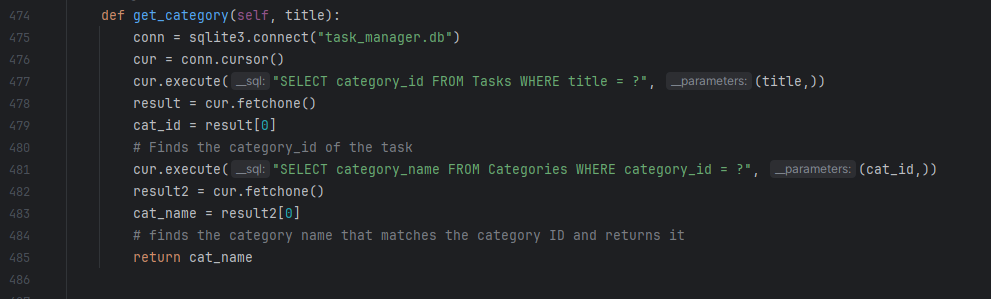 474 def get_category(self, title):
475 conn = sqlite3.connect("task_manager.db")
476 cur = conn.cursor()
477 cur.execute(__sql: "SELECT category_id FROM Tasks WHERE title = ?", __parameters: (title,))
478 result = cur.fetchone()
479 cat_id = result[0]
480 # Finds the category_id of the task
481 cur.execute(__sql: "SELECT category_name FROM Categories WHERE category_id = ?", __parameters: (cat_id,))
482 result2 = cur.fetchone()
483 cat_name = result2[0]
484 # finds the category name that matches the category ID and returns it
485 return cat_name
486